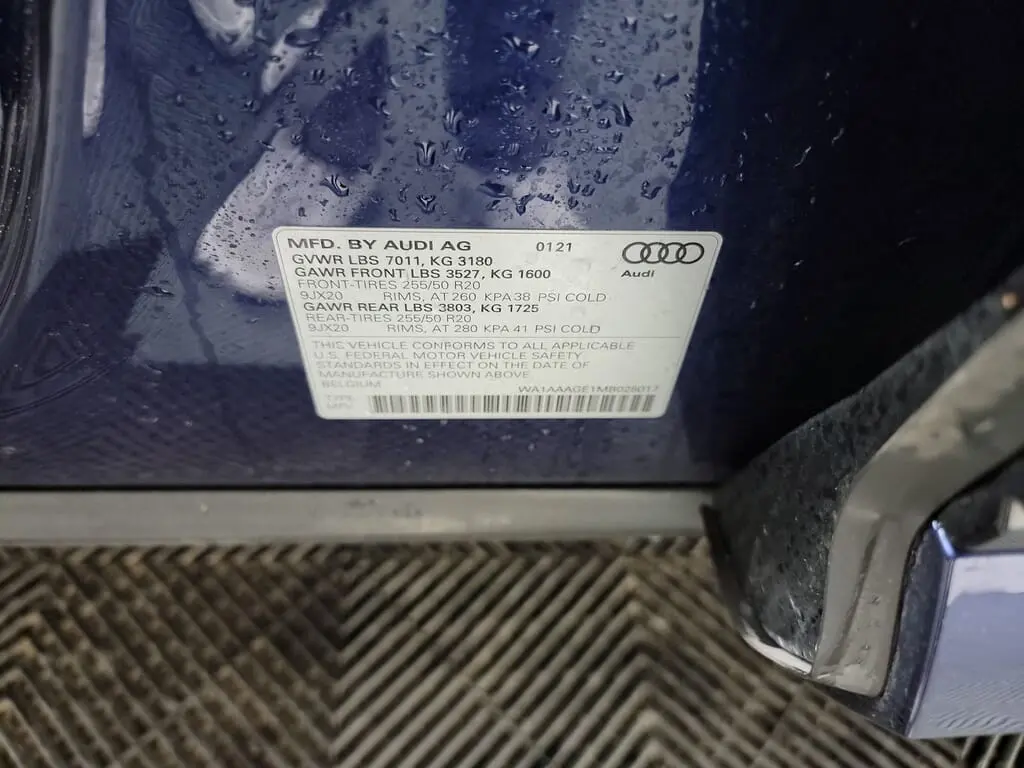 MFD. BY AUDI AG 0121
GVWR LBS 7011, KG 3180
GAWR FRONT LBS 3527, KG 1600
FRONT-TIRES 255/50 R20
9JX20 RIMS, AT 260 KPA 38 PSI COLD
GAWR REAR LBS 3803, KG 1725
REAR-TIRES 255/50 R20
9JX20 RIMS, AT 280 KPA 41 PSI COLD
Audi
THIS VEHICLE CONFORMS TO ALL APPLICABLE
U.S. FEDERAL MOTOR VEHICLE SAFETY
STANDARDS IN EFFECT ON THE DATE OF
MANUFACTURE SHOWN ABOVE
BELGIUM
TYPE
MPV